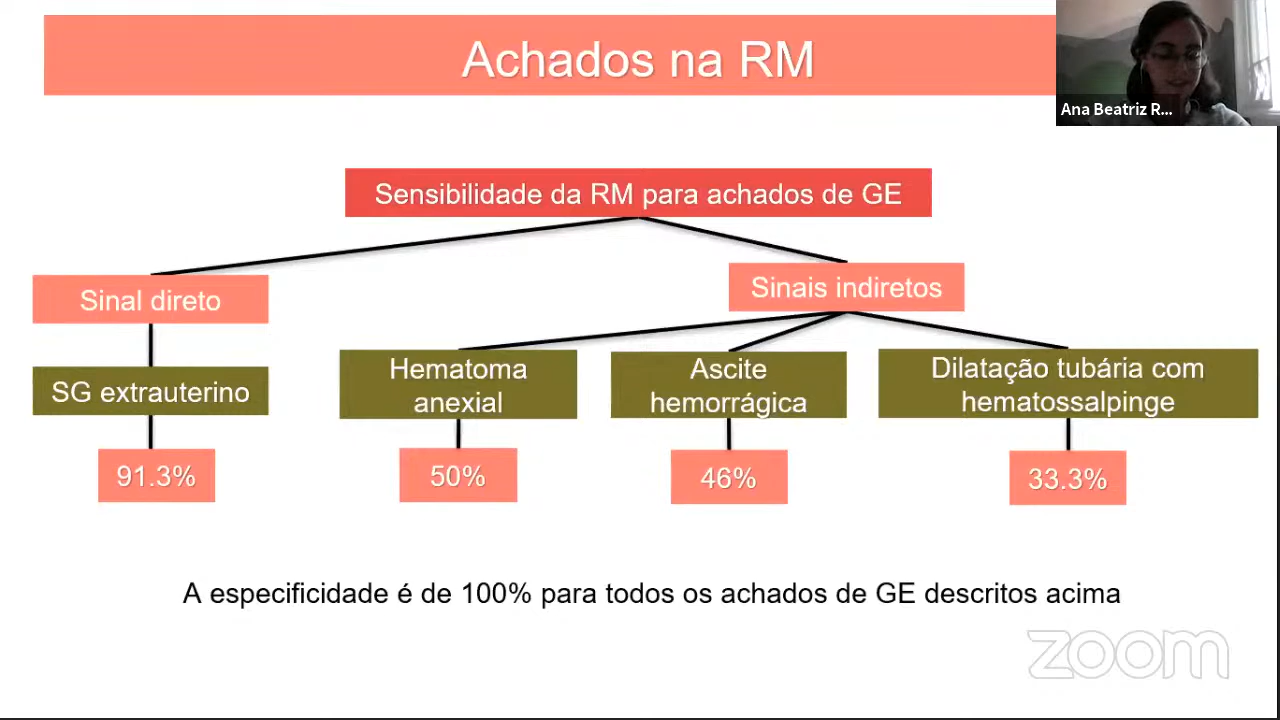 Achados na RM
Ana Beatriz R...
Sensibilidade da RM para achados de GE
Sinal direto
Sinais indiretos
SG extrauterino
Hematoma
anexial
Ascite
hemorrágica
Dilatação tubária com
hematossalpinge
91.3%
50%
46%
33.3%
A especificidade é de 100% para todos os achados de GE descritos acima
zoom